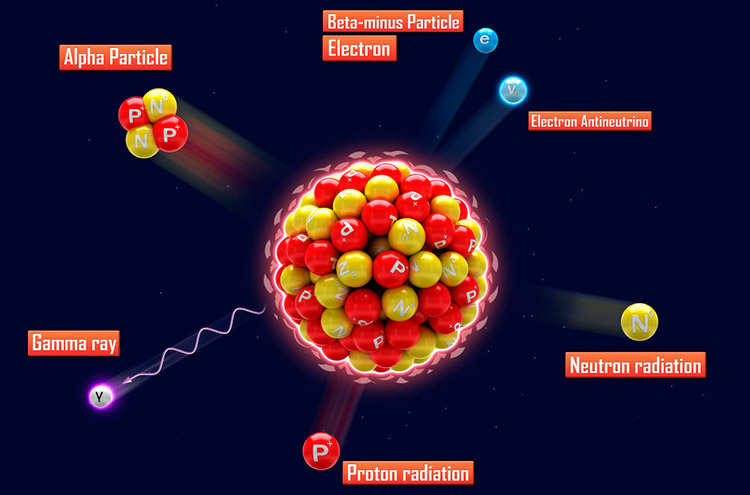 Beta-minus Particle
Electron
Alpha Particle
e⁻
ν
Electron Antineutrino
P⁺
N
N
P⁺
P
P
P
N
P
N
P
N
N
P
N
P
P
P
Gamma ray
γ
N
Neutron radiation
P⁺
Proton radiation